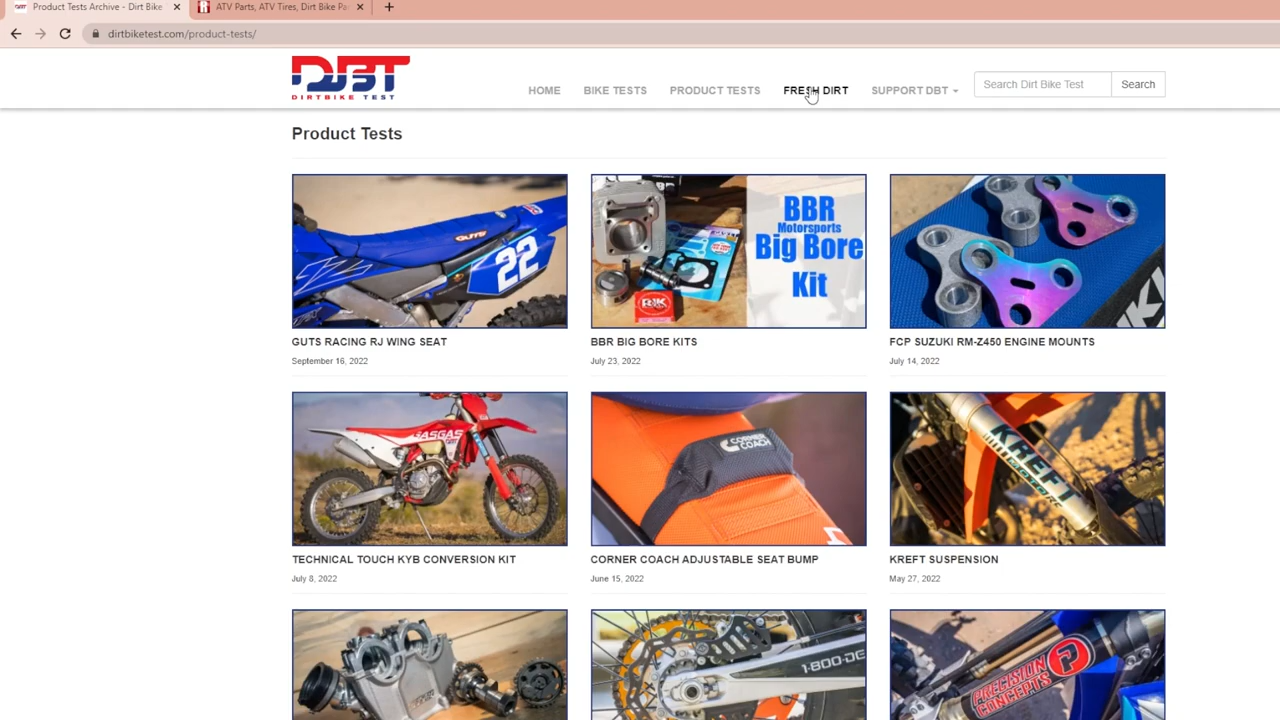 Product Tests Archive - Dirt Bike
ATV Parts, ATV Tires, Dirt Bike Pa
dirtbiketest.com/product-tests/
DBT
DIRTBIKE TEST
HOME
BIKE TESTS
PRODUCT TESTS
FRESH DIRT
SUPPORT DBT
Search Dirt Bike Test
Search
Product Tests
GUTS
22
BBR
Motorsports
Big Bore
Kit
GUTS RACING RJ WING SEAT
BBR BIG BORE KITS
FCP SUZUKI RM-Z450 ENGINE MOUNTS
September 16, 2022
July 23, 2022
July 14, 2022
GASGAS
CORNER
COACH
KREFT
TECHNICAL TOUCH KYB CONVERSION KIT
CORNER COACH ADJUSTABLE SEAT BUMP
KREFT SUSPENSION
July 8, 2022
June 15, 2022
May 27, 2022
1-800-DE
PRECISION
CONCEPTS
P